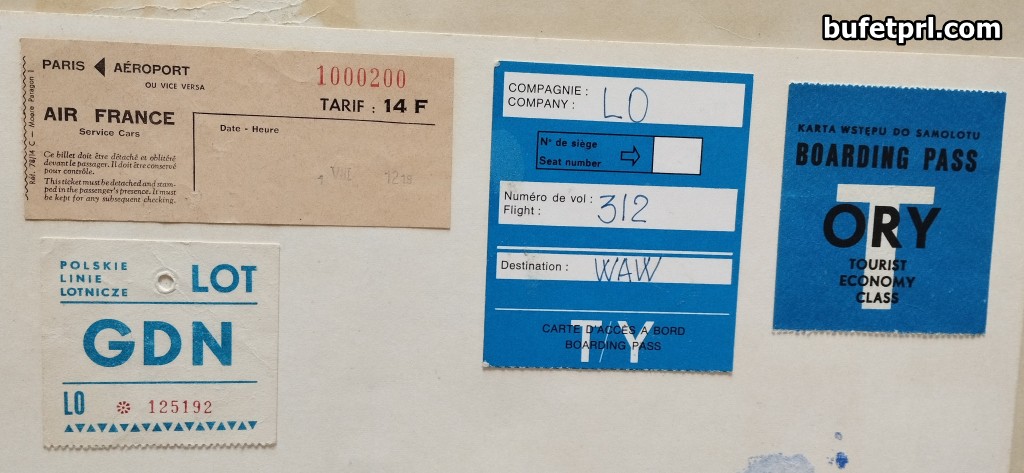 bufetprl.com
PARIS ◀ AÉROPORT
OU VICE VERSA
1000200
TARIF : 14 F
AIR FRANCE
Service Cars
Date - Heure
Ce billet doit être détaché et oblitéré
devant le passager. Il doit être conservé
pour contrôle.
This ticket must be detached and stam-
ped in the passenger's presence. It must
be kept for any subsequent checking.
VIII 1218
POLSKIE
LINIE
LOTNICZE
LOT
GDN
LO
125192
COMPAGNIE :
COMPANY :
LO
N° de siège
Seat number
Numéro de vol :
Flight :
312
Destination :
WAW
CARTE D'ACCÈS A BORD
BOARDING PASS
T/Y
KARTA WSTĘPU DO SAMOLOTU
BOARDING PASS
T
ORY
TOURIST
ECONOMY
CLASS